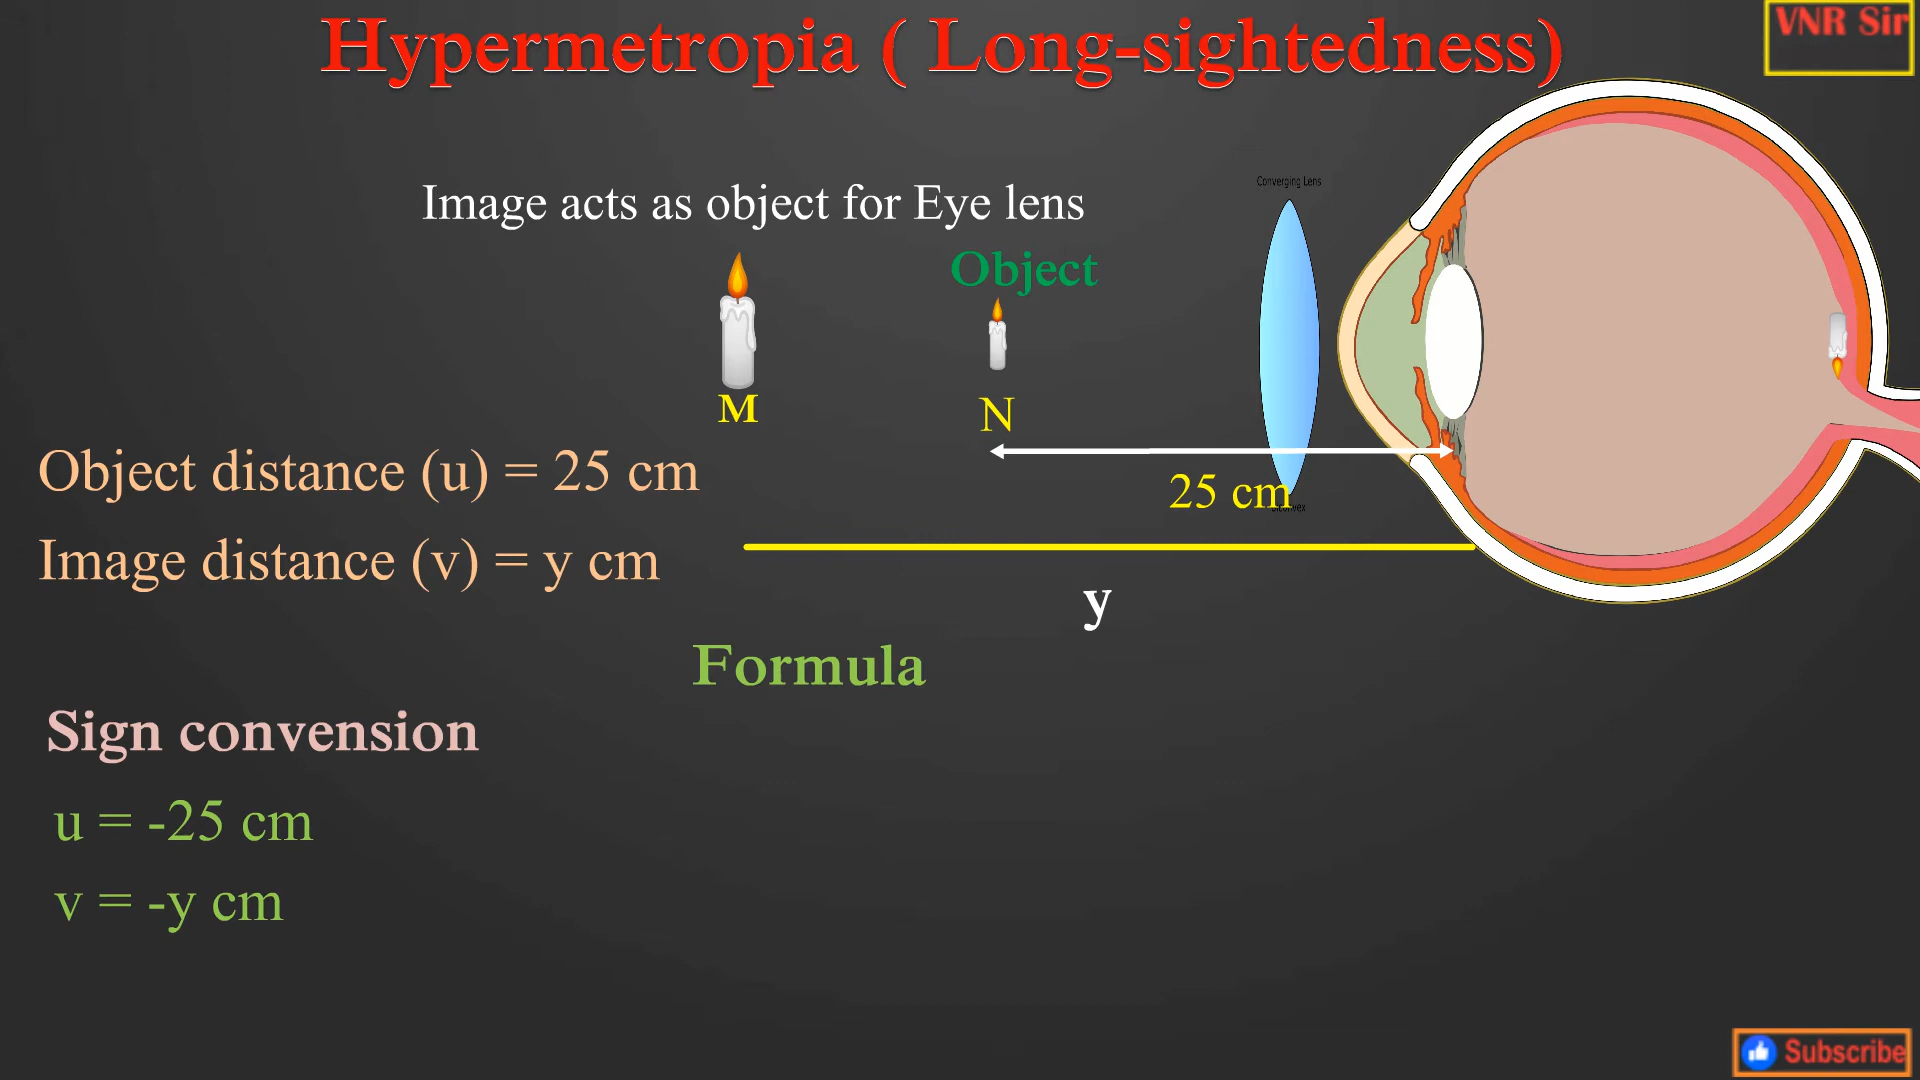 Hypermetropia ( Long-sightedness)
VNR Sir
Converging Lens
Image acts as object for Eye lens
Object
M
N
Object distance (u) = 25 cm
25 cm
Image distance (v) = y cm
y
Formula
Sign convension
u = -25 cm
v = -y cm
Subscribe